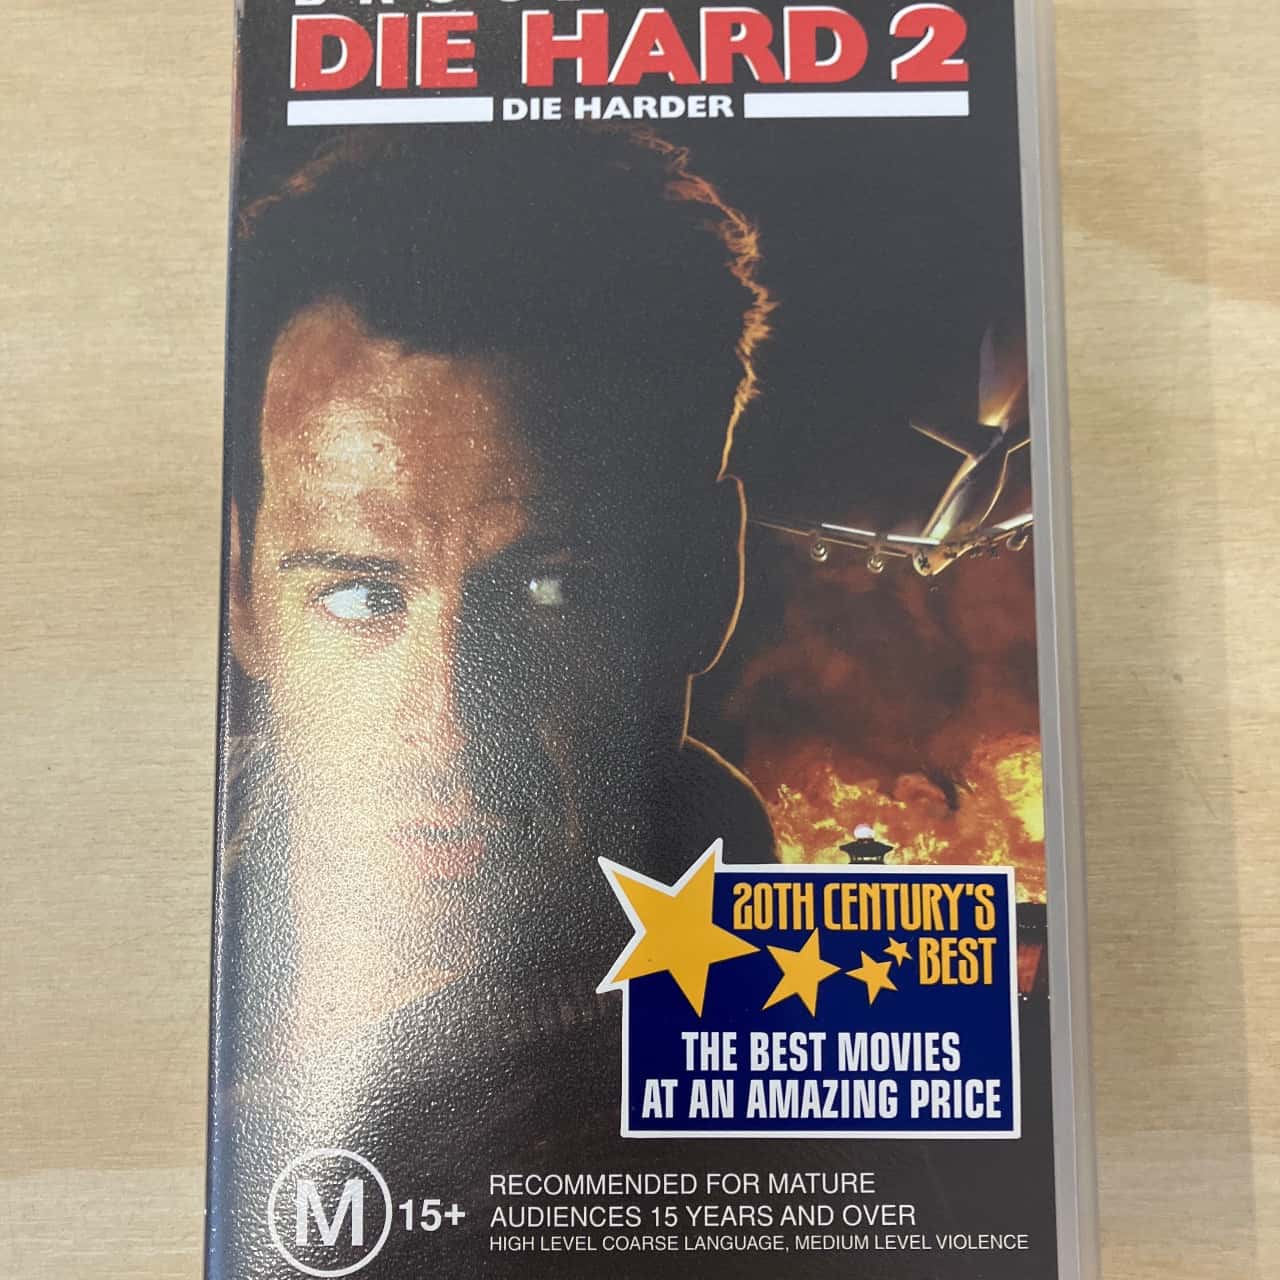 DIE HARD 2
DIE HARDER
20TH CENTURY'S
BEST
THE BEST MOVIES
AT AN AMAZING PRICE
M 15+
RECOMMENDED FOR MATURE
AUDIENCES 15 YEARS AND OVER
HIGH LEVEL COARSE LANGUAGE, MEDIUM LEVEL VIOLENCE